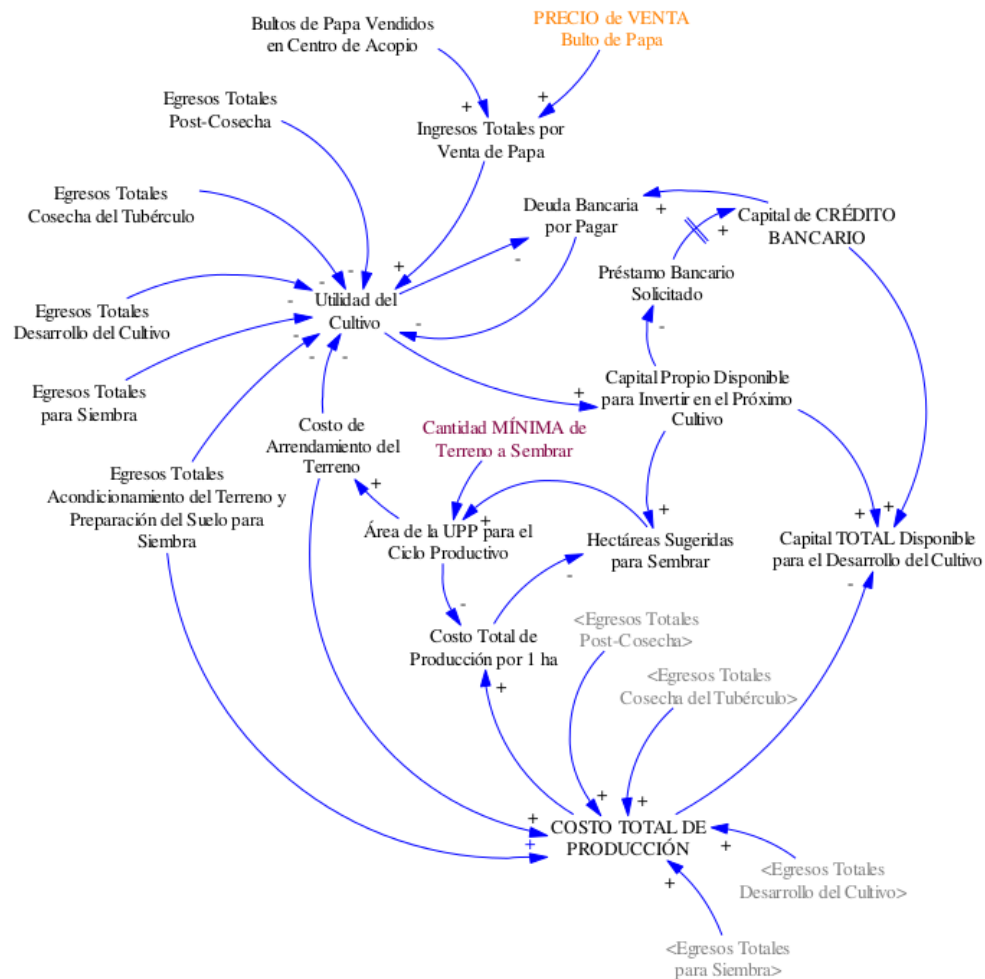 Bultos de Papa Vendidos
en Centro de Acopio
PRECIO de VENTA
Bulto de Papa
+
+
Egresos Totales
Post-Cosecha
Ingresos Totales por
Venta de Papa
Egresos Totales
Cosecha del Tubérculo
Deuda Bancaria
por Pagar
+
-
Capital de CRÉDITO
BANCARIO
+
Préstamo Bancario
Solicitado
-
Egresos Totales
Desarrollo del Cultivo
Utilidad del
Cultivo
+
-
-
-
-
-
-
-
Egresos Totales
para Siembra
Capital Propio Disponible
para Invertir en el Próximo
Cultivo
+
Costo de
Arrendamiento del
Terreno
+
Cantidad MÍNIMA de
Terreno a Sembrar
Egresos Totales
Acondicionamiento del Terreno y
Preparación del Suelo para
Siembra
Área de la UPP para el
Ciclo Productivo
+
Hectáreas Sugeridas
para Sembrar
+
-
Capital TOTAL Disponible
para el Desarrollo del Cultivo
+
+
-
Costo Total de
Producción por 1 ha
-
+
<Egresos Totales
Post-Cosecha>
<Egresos Totales
Cosecha del Tubérculo>
COSTO TOTAL DE
PRODUCCIÓN
+
+
+
+
+
+
<Egresos Totales
Desarrollo del Cultivo>
<Egresos Totales
para Siembra>